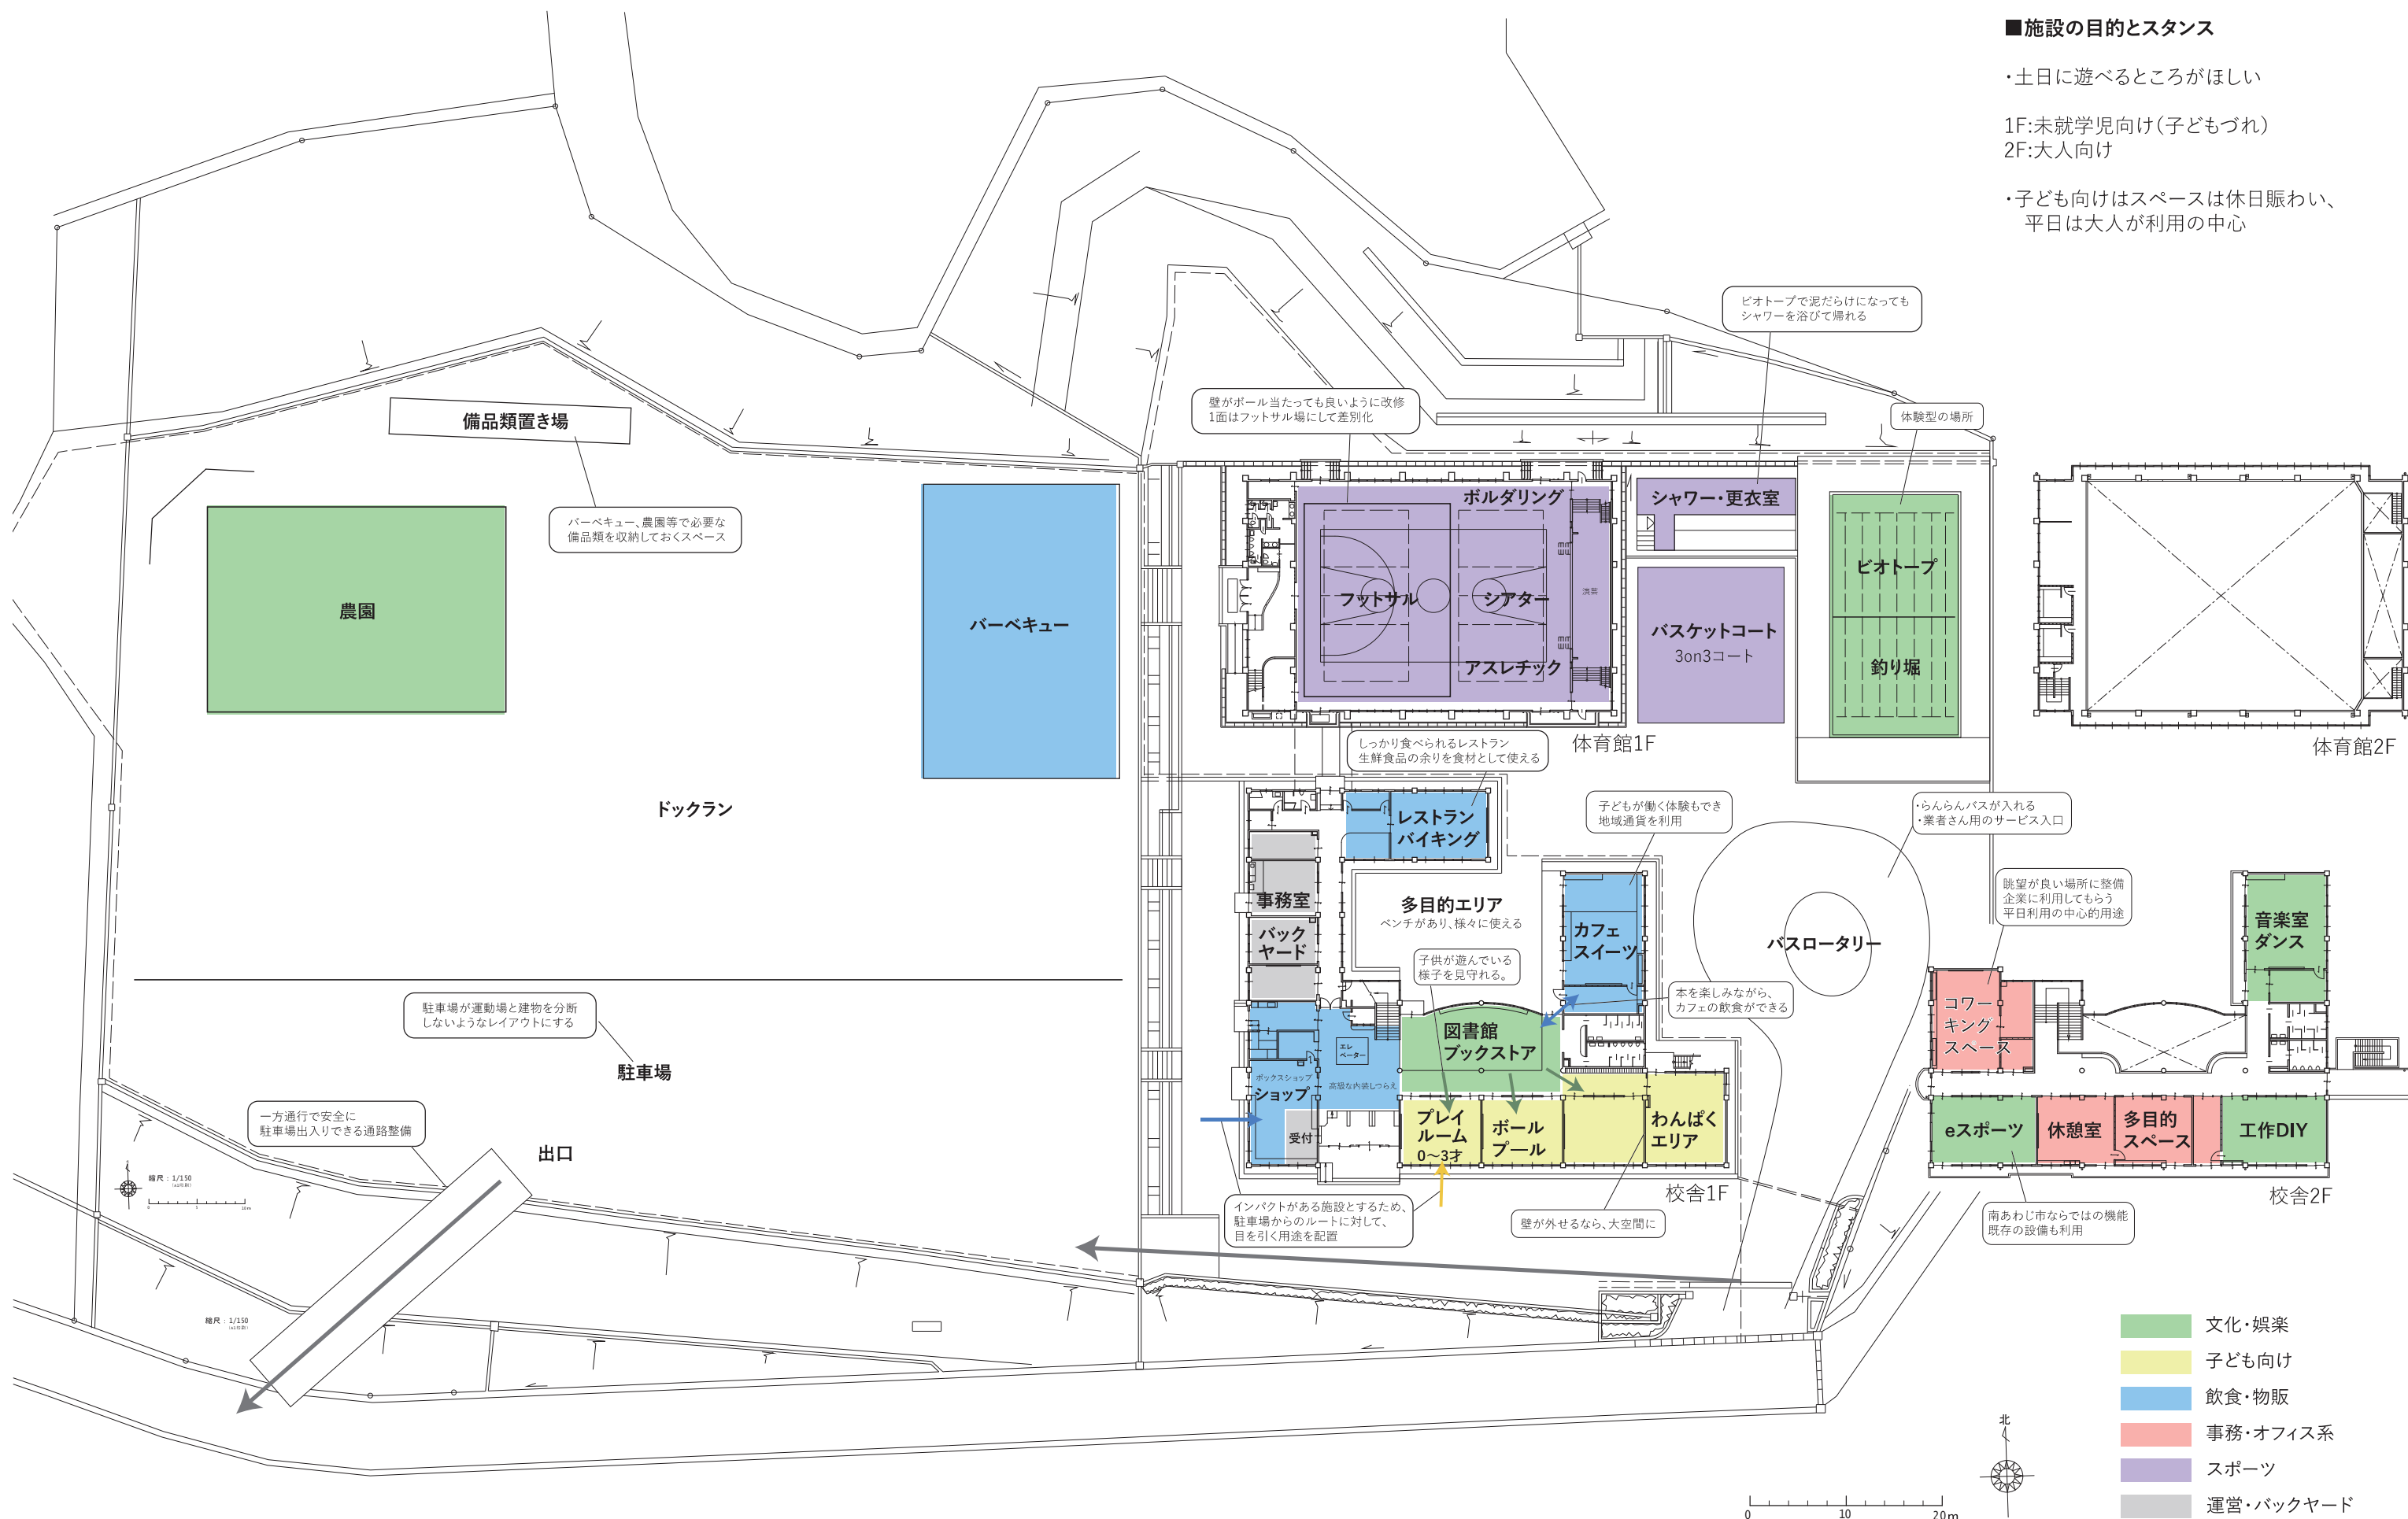 ■施設の目的とスタンス
・土日に遊べるところがほしい
1F:未就学児向け(子どもづれ)
2F:大人向け
・子ども向けはスペースは休日賑わい、
平日は大人が利用の中心
ビオトープで泥だらけになっても
シャワーを浴びて帰れる
壁がボール当たっても良いように改修
1面はフットサル場にして差別化
体験型の場所
備品類置き場
バーベキュー、農園等で必要な
備品類を収納しておくスペース
農園
バーベキュー
ボルダリング
フットサル
シアター
アスレチック
シャワー・更衣室
バスケットコート
3on3コート
ビオトープ
釣り堀
体育館1F
体育館2F
しっかり食べられるレストラン
生鮮食品の余りを食材として使える
ドックラン
レストラン
バイキング
子どもが働く体験もでき
地域通貨を利用
・らんらんバスが入れる
・業者さん用のサービス入口
事務室
バック
ヤード
多目的エリア
ベンチがあり、様々に使える
カフェ
スイーツ
バスロータリー
眺望が良い場所に整備
企業に利用してもらう
平日利用の中心的用途
音楽室
ダンス
子供が遊んでいる
様子を見守れる。
本を楽しみながら、
カフェの飲食ができる
駐車場が運動場と建物を分断
しないようなレイアウトにする
駐車場
図書館
ブックストア
コワー
キング
スペース
エレ
ベーター
ボックスショップ
ショップ
高級な内装しつらえ
受付
プレイ
ルーム
0〜3才
ボール
プール
わんぱく
エリア
eスポーツ
休憩室
多目的
スペース
工作DIY
一方通行で安全に
駐車場出入りできる通路整備
出口
縮尺：1/150
0
5
10m
校舎1F
校舎2F
インパクトがある施設とするため、
駐車場からのルートに対して、
目を引く用途を配置
壁が外せるなら、大空間に
南あわじ市ならではの機能
既存の設備も利用
縮尺：1/150
文化・娯楽
子ども向け
飲食・物販
事務・オフィス系
スポーツ
運営・バックヤード
北
0
10
20m